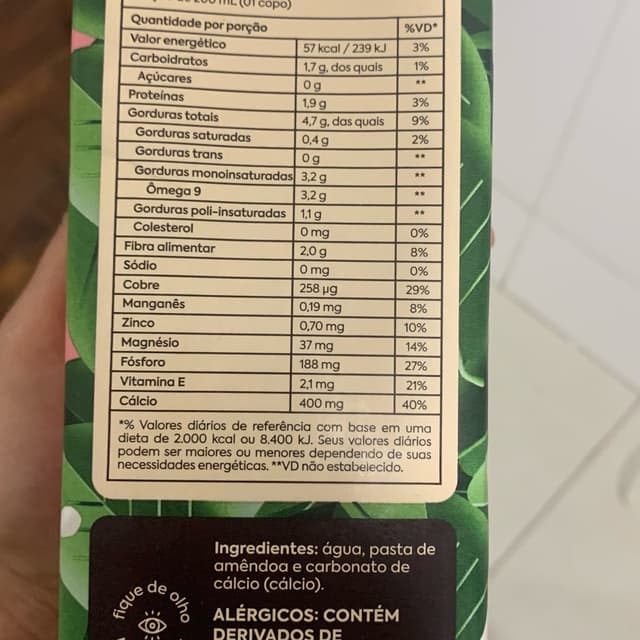 200 mL (01 copo)
Quantidade por porção %VD*
Valor energético 57 kcal / 239 kJ 3%
Carboidratos 1,7 g, dos quais 1%
Açúcares 0 g **
Proteínas 1,9 g 3%
Gorduras totais 4,7 g, das quais 9%
Gorduras saturadas 0,4 g 2%
Gorduras trans 0 g **
Gorduras monoinsaturadas 3,2 g **
Ômega 9 3,2 g **
Gorduras poli-insaturadas 1,1 g **
Colesterol 0 mg 0%
Fibra alimentar 2,0 g 8%
Sódio 0 mg 0%
Cobre 258 µg 29%
Manganês 0,19 mg 8%
Zinco 0,70 mg 10%
Magnésio 37 mg 14%
Fósforo 188 mg 27%
Vitamina E 2,1 mg 21%
Cálcio 400 mg 40%
*% Valores diários de referência com base em uma
dieta de 2.000 kcal ou 8.400 kJ. Seus valores diários
podem ser maiores ou menores dependendo de suas
necessidades energéticas. **VD não estabelecido.
Ingredientes: água, pasta de
amêndoa e carbonato de
cálcio (cálcio).
fique de olho
ALÉRGICOS: CONTÉM
DERIVADOS DE